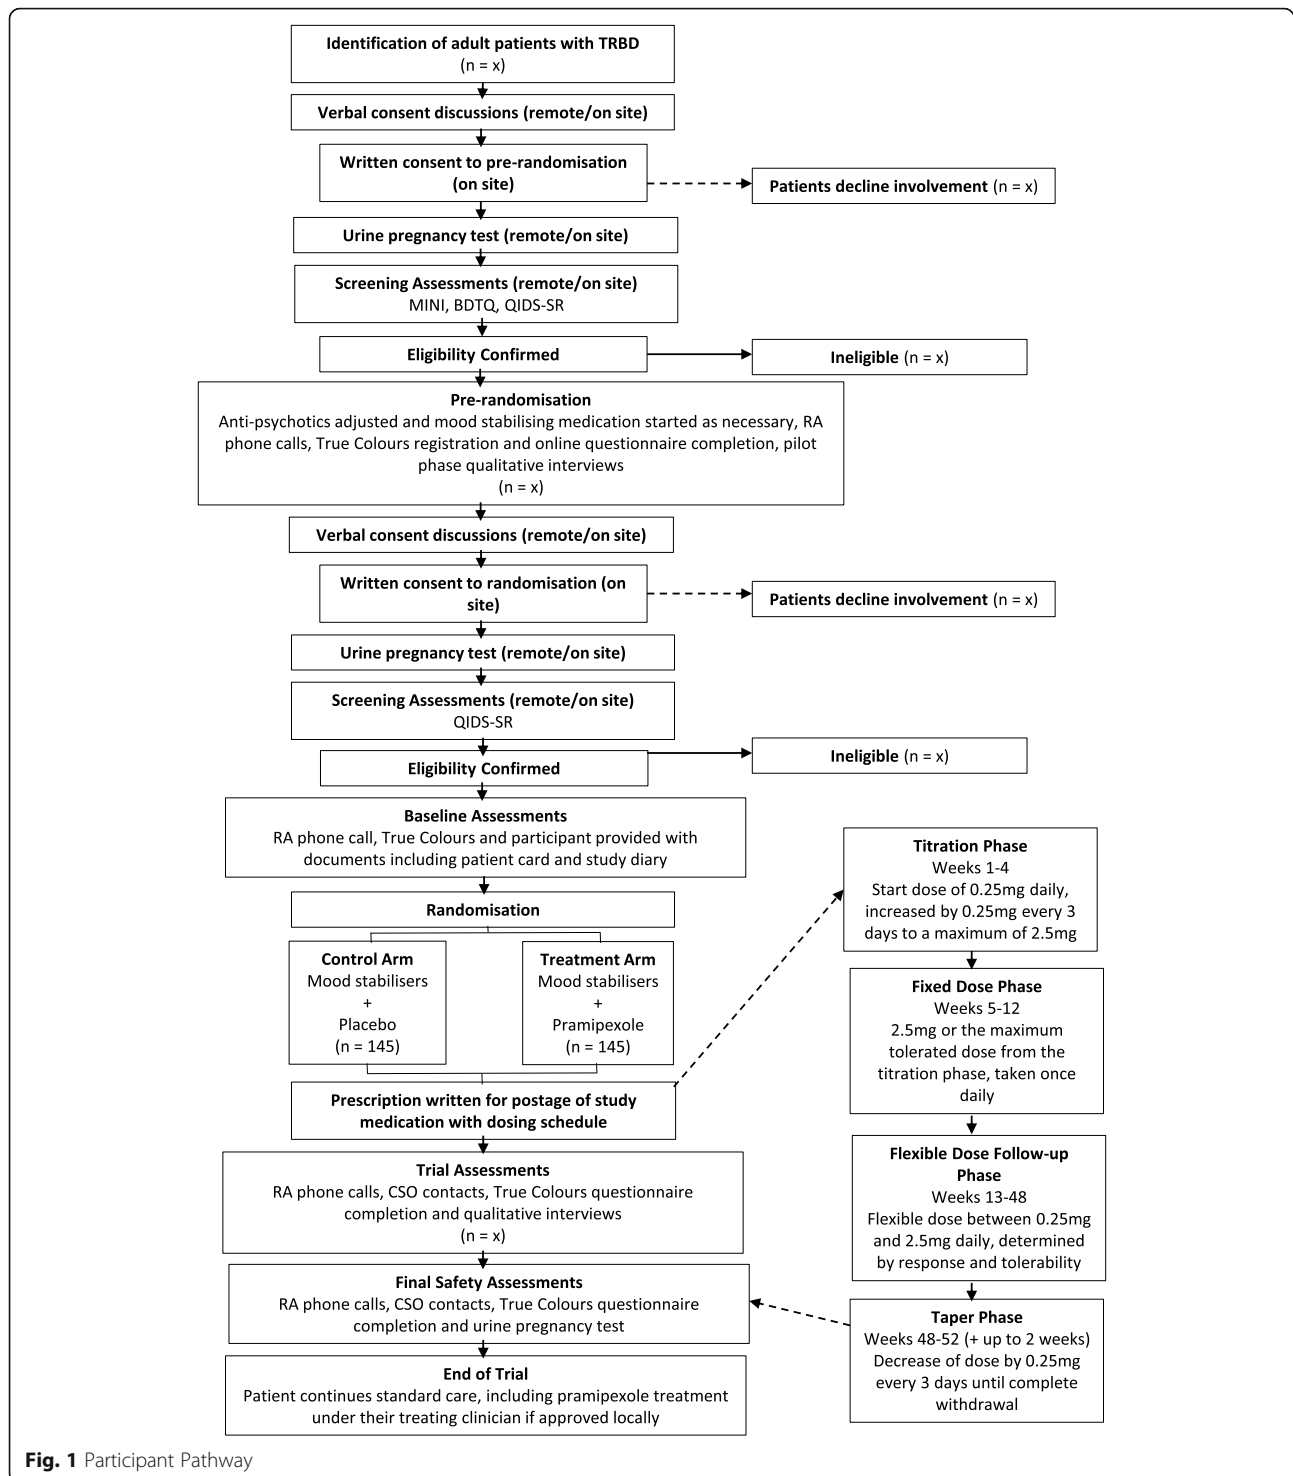 Identification of adult patients with TRBD
(n = x)
Verbal consent discussions (remote/on site)
Written consent to pre-randomisation
(on site)
Patients decline involvement (n = x)
Urine pregnancy test (remote/on site)
Screening Assessments (remote/on site)
MINI, BDTQ, QIDS-SR
Eligibility Confirmed
Ineligible (n = x)
Pre-randomisation
Anti-psychotics adjusted and mood stabilising medication started as necessary, RA
phone calls, True Colours registration and online questionnaire completion, pilot
phase qualitative interviews
(n = x)
Verbal consent discussions (remote/on site)
Written consent to randomisation (on
site)
Patients decline involvement (n = x)
Urine pregnancy test (remote/on site)
Screening Assessments (remote/on site)
QIDS-SR
Eligibility Confirmed
Ineligible (n = x)
Baseline Assessments
RA phone call, True Colours and participant provided with
documents including patient card and study diary
Randomisation
Control Arm
Mood stabilisers
+
Placebo
(n = 145)
Treatment Arm
Mood stabilisers
+
Pramipexole
(n = 145)
Prescription written for postage of study
medication with dosing schedule
Titration Phase
Weeks 1-4
Start dose of 0.25mg daily,
increased by 0.25mg every 3
days to a maximum of 2.5mg
Fixed Dose Phase
Weeks 5-12
2.5mg or the maximum
tolerated dose from the
titration phase, taken once
daily
Flexible Dose Follow-up
Phase
Weeks 13-48
Flexible dose between 0.25mg
and 2.5mg daily, determined
by response and tolerability
Taper Phase
Weeks 48-52 (+ up to 2 weeks)
Decrease of dose by 0.25mg
every 3 days until complete
withdrawal
Trial Assessments
RA phone calls, CSO contacts, True Colours questionnaire
completion and qualitative interviews
(n = x)
Final Safety Assessments
RA phone calls, CSO contacts, True Colours questionnaire
completion and urine pregnancy test
End of Trial
Patient continues standard care, including pramipexole treatment
under their treating clinician if approved locally
Fig. 1 Participant Pathway